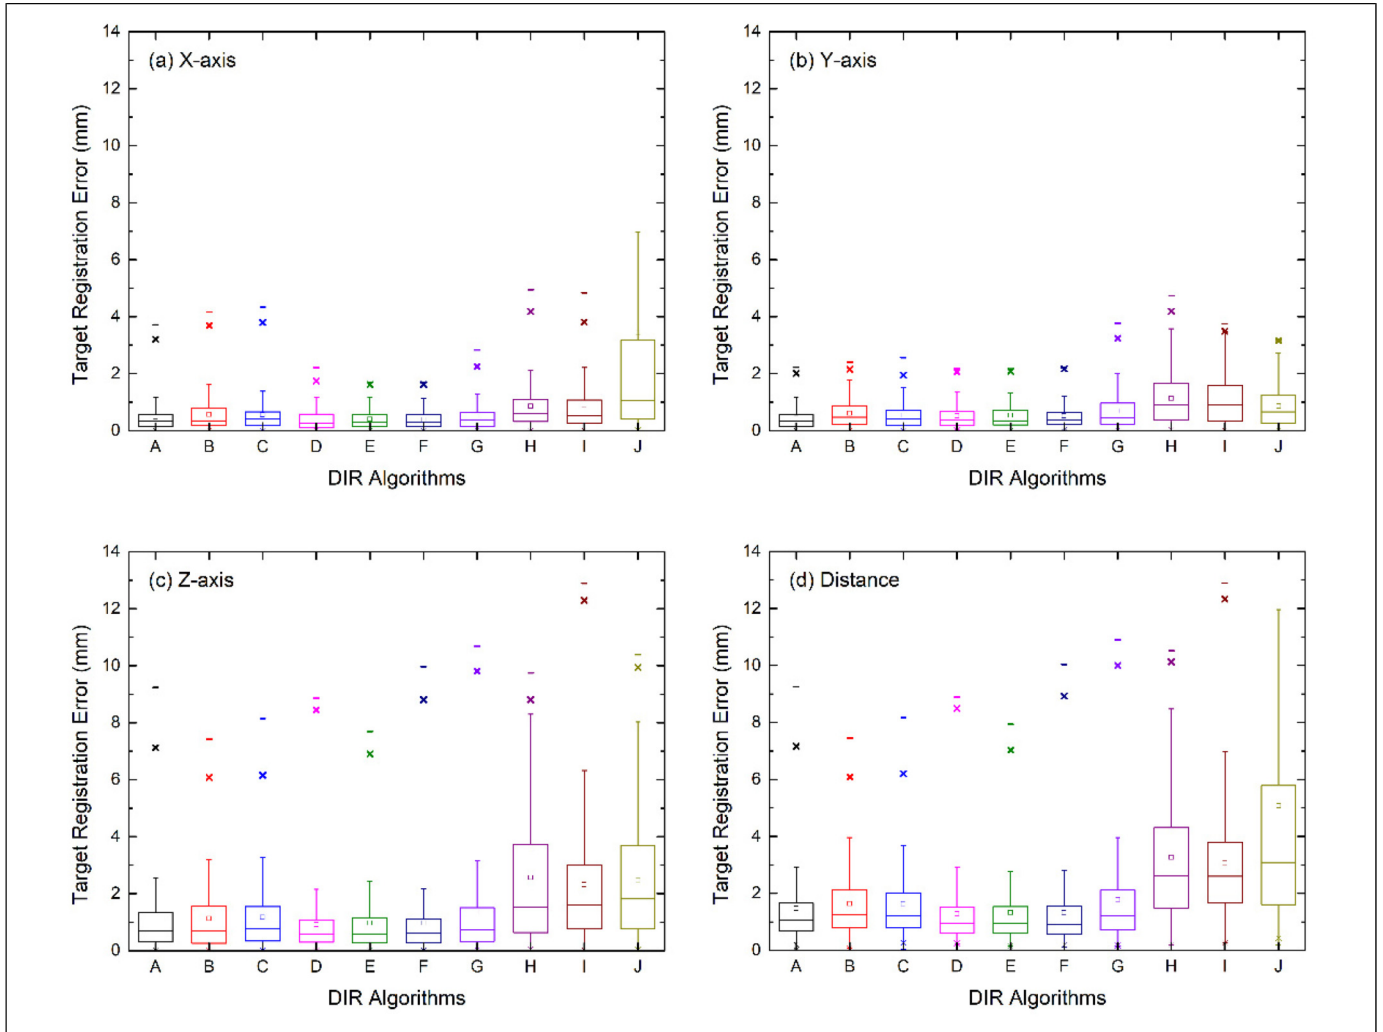 (a) X-axis
Target Registration Error (mm)
14
12
10
8
6
4
2
0
A B C D E F G H I J
DIR Algorithms
(b) Y-axis
Target Registration Error (mm)
14
12
10
8
6
4
2
0
A B C D E F G H I J
DIR Algorithms
(c) Z-axis
Target Registration Error (mm)
14
12
10
8
6
4
2
0
A B C D E F G H I J
DIR Algorithms
(d) Distance
Target Registration Error (mm)
14
12
10
8
6
4
2
0
A B C D E F G H I J
DIR Algorithms